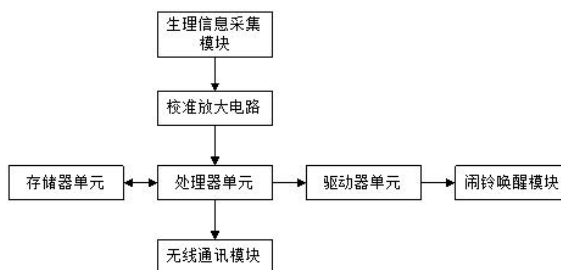 生理信息采集
模块
校准放大电路
存储器单元
处理器单元
驱动器单元
闹铃唤醒模块
无线通讯模块